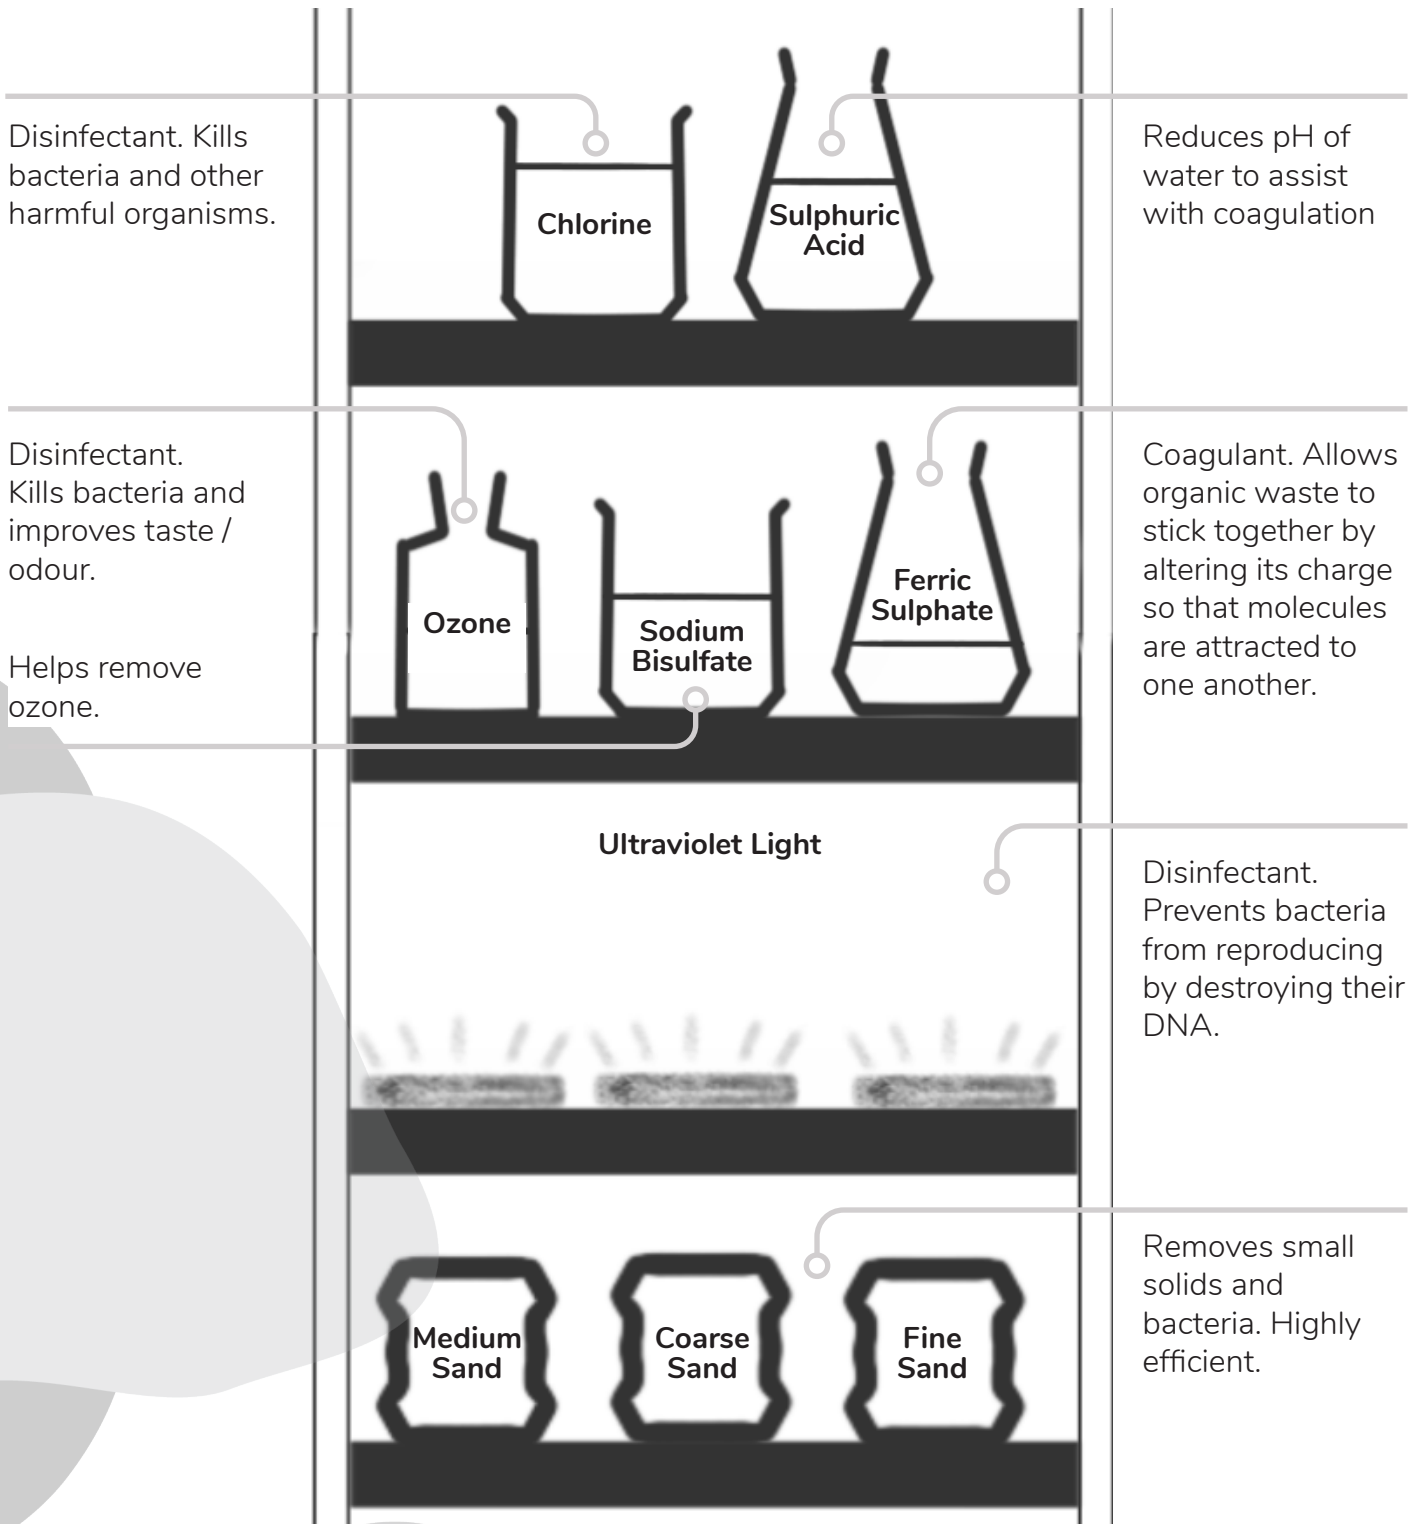 Disinfectant. Kills
bacteria and other
harmful organisms.
Chlorine
Sulphuric
Acid
Reduces pH of
water to assist
with coagulation
Disinfectant.
Kills bacteria and
improves taste /
odour.
Helps remove
ozone.
Ozone
Sodium
Bisulfate
Ferric
Sulphate
Coagulant. Allows
organic waste to
stick together by
altering its charge
so that molecules
are attracted to
one another.
Ultraviolet Light
Disinfectant.
Prevents bacteria
from reproducing
by destroying their
DNA.
Medium
Sand
Coarse
Sand
Fine
Sand
Removes small
solids and
bacteria. Highly
efficient.